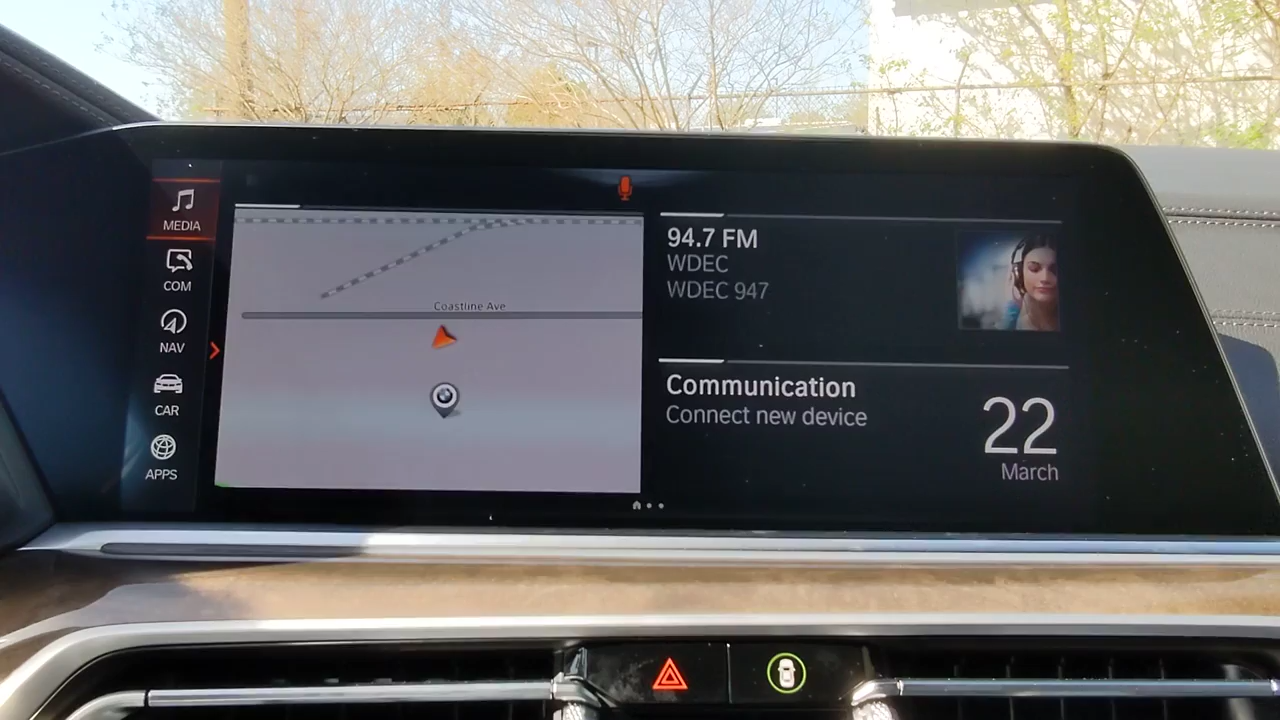 MEDIA
COM
NAV
CAR
APPS
Coastline Ave
94.7 FM
WDEC
WDEC 947
Communication
Connect new device
22
March